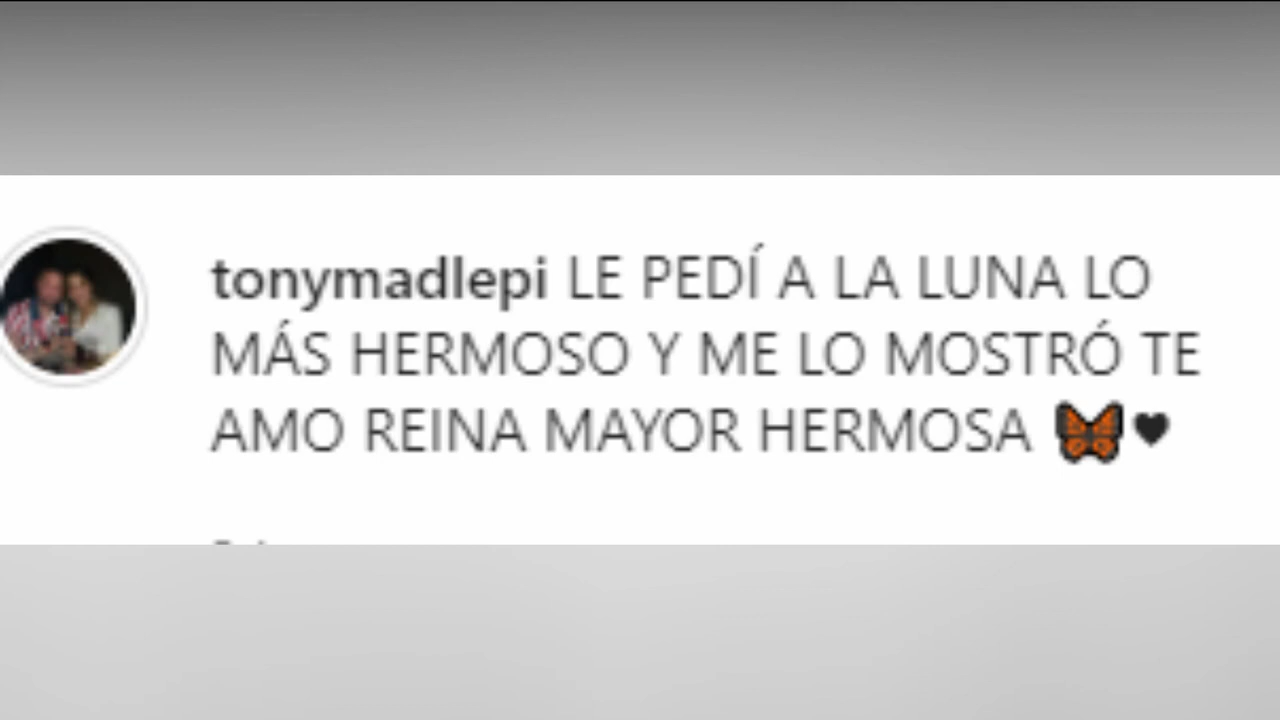 tonymadlepi LE PEDÍ A LA LUNA LO
MÁS HERMOSO Y ME LO MOSTRÓ TE
AMO REINA MAYOR HERMOSA 🦋🖤